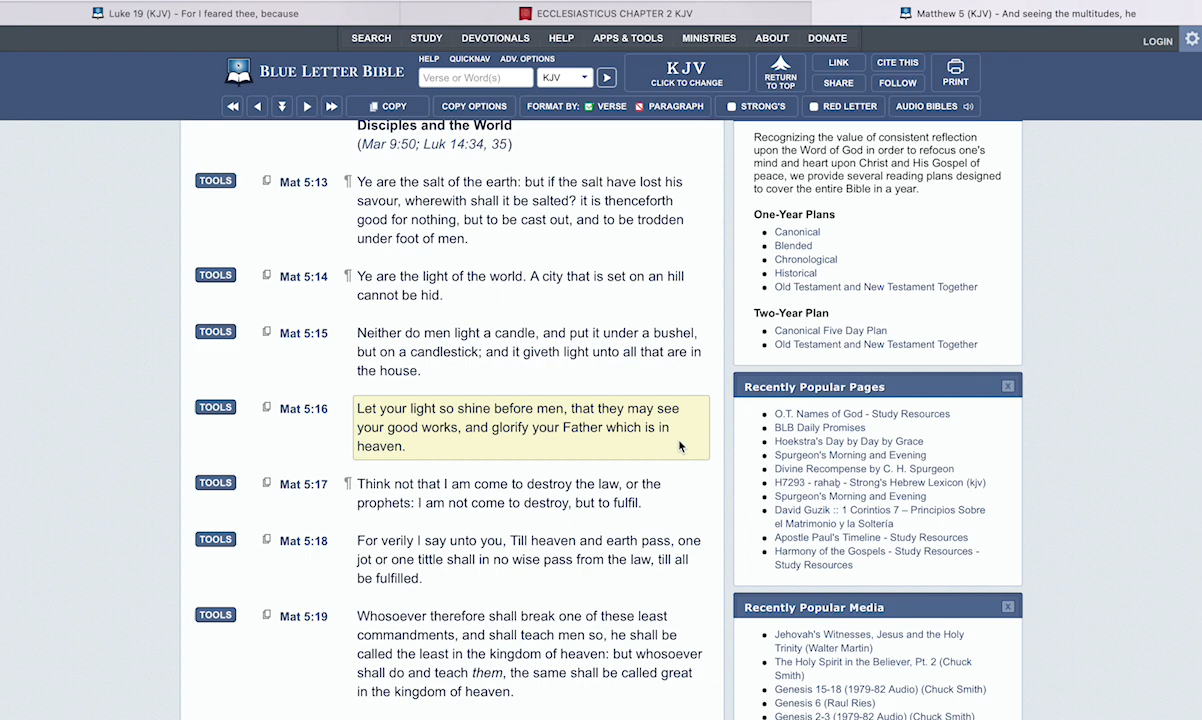 Luke 19 (KJV) - For I feared thee, because
ECCLESIASTICUS CHAPTER 2 KJV
Matthew 5 (KJV) - And seeing the multitudes, he
SEARCH STUDY DEVOTIONALS HELP APPS & TOOLS MINISTRIES ABOUT DONATE
LOGIN
BLUE LETTER BIBLE
HELP QUICKNAV ADV. OPTIONS
Verse or Word(s)
KJV
KJV
CLICK TO CHANGE
RETURN
TO TOP
LINK
CITE THIS
SHARE
FOLLOW
PRINT
COPY
COPY OPTIONS
FORMAT BY: VERSE PARAGRAPH
STRONG'S
RED LETTER
AUDIO BIBLES
Disciples and the World
(Mar 9:50; Luk 14:34, 35)
TOOLS Mat 5:13 ¶ Ye are the salt of the earth: but if the salt have lost his
savour, wherewith shall it be salted? it is thenceforth
good for nothing, but to be cast out, and to be trodden
under foot of men.
TOOLS Mat 5:14 ¶ Ye are the light of the world. A city that is set on an hill
cannot be hid.
TOOLS Mat 5:15 Neither do men light a candle, and put it under a bushel,
but on a candlestick; and it giveth light unto all that are in
the house.
TOOLS Mat 5:16 Let your light so shine before men, that they may see
your good works, and glorify your Father which is in
heaven.
TOOLS Mat 5:17 ¶ Think not that I am come to destroy the law, or the
prophets: I am not come to destroy, but to fulfil.
TOOLS Mat 5:18 For verily I say unto you, Till heaven and earth pass, one
jot or one tittle shall in no wise pass from the law, till all
be fulfilled.
TOOLS Mat 5:19 Whosoever therefore shall break one of these least
commandments, and shall teach men so, he shall be
called the least in the kingdom of heaven: but whosoever
shall do and teach them, the same shall be called great
in the kingdom of heaven.
Recognizing the value of consistent reflection
upon the Word of God in order to refocus one's
mind and heart upon Christ and His Gospel of
peace, we provide several reading plans designed
to cover the entire Bible in a year.
One-Year Plans
Canonical
Blended
Chronological
Historical
Old Testament and New Testament Together
Two-Year Plan
Canonical Five Day Plan
Old Testament and New Testament Together
Recently Popular Pages
x
O.T. Names of God - Study Resources
BLB Daily Promises
Hoekstra's Day by Day by Grace
Spurgeon's Morning and Evening
Divine Recompense by C. H. Spurgeon
H7293 - rahaḇ - Strong's Hebrew Lexicon (kjv)
Spurgeon's Morning and Evening
David Guzik :: 1 Corintios 7 – Principios Sobre
el Matrimonio y la Soltería
Apostle Paul's Timeline - Study Resources
Harmony of the Gospels - Study Resources -
Study Resources
Recently Popular Media
x
Jehovah's Witnesses, Jesus and the Holy
Trinity (Walter Martin)
The Holy Spirit in the Believer, Pt. 2 (Chuck
Smith)
Genesis 15-18 (1979-82 Audio) (Chuck Smith)
Genesis 6 (Raul Ries)
Genesis 2-3 (1979-82 Audio) (Chuck Smith)